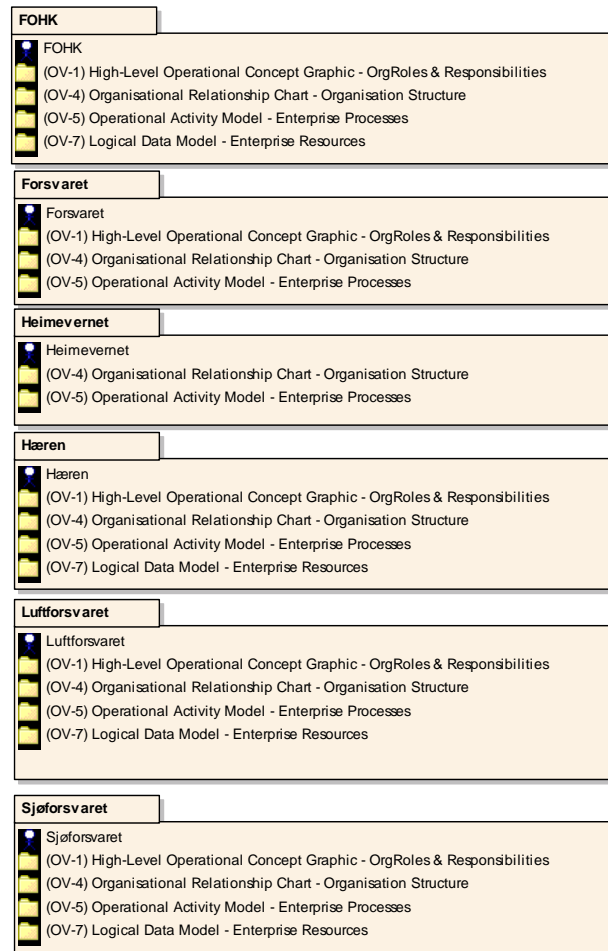 FOHK
FOHK
(OV-1) High-Level Operational Concept Graphic - OrgRoles & Responsibilities
(OV-4) Organisational Relationship Chart - Organisation Structure
(OV-5) Operational Activity Model - Enterprise Processes
(OV-7) Logical Data Model - Enterprise Resources
Forsvaret
Forsvaret
(OV-1) High-Level Operational Concept Graphic - OrgRoles & Responsibilities
(OV-4) Organisational Relationship Chart - Organisation Structure
(OV-5) Operational Activity Model - Enterprise Processes
Heimevernet
Heimevernet
(OV-4) Organisational Relationship Chart - Organisation Structure
(OV-5) Operational Activity Model - Enterprise Processes
Hæren
Hæren
(OV-1) High-Level Operational Concept Graphic - OrgRoles & Responsibilities
(OV-4) Organisational Relationship Chart - Organisation Structure
(OV-5) Operational Activity Model - Enterprise Processes
(OV-7) Logical Data Model - Enterprise Resources
Luftforsvaret
Luftforsvaret
(OV-1) High-Level Operational Concept Graphic - OrgRoles & Responsibilities
(OV-4) Organisational Relationship Chart - Organisation Structure
(OV-5) Operational Activity Model - Enterprise Processes
(OV-7) Logical Data Model - Enterprise Resources
Sjøforsvaret
Sjøforsvaret
(OV-1) High-Level Operational Concept Graphic - OrgRoles & Responsibilities
(OV-4) Organisational Relationship Chart - Organisation Structure
(OV-5) Operational Activity Model - Enterprise Processes
(OV-7) Logical Data Model - Enterprise Resources